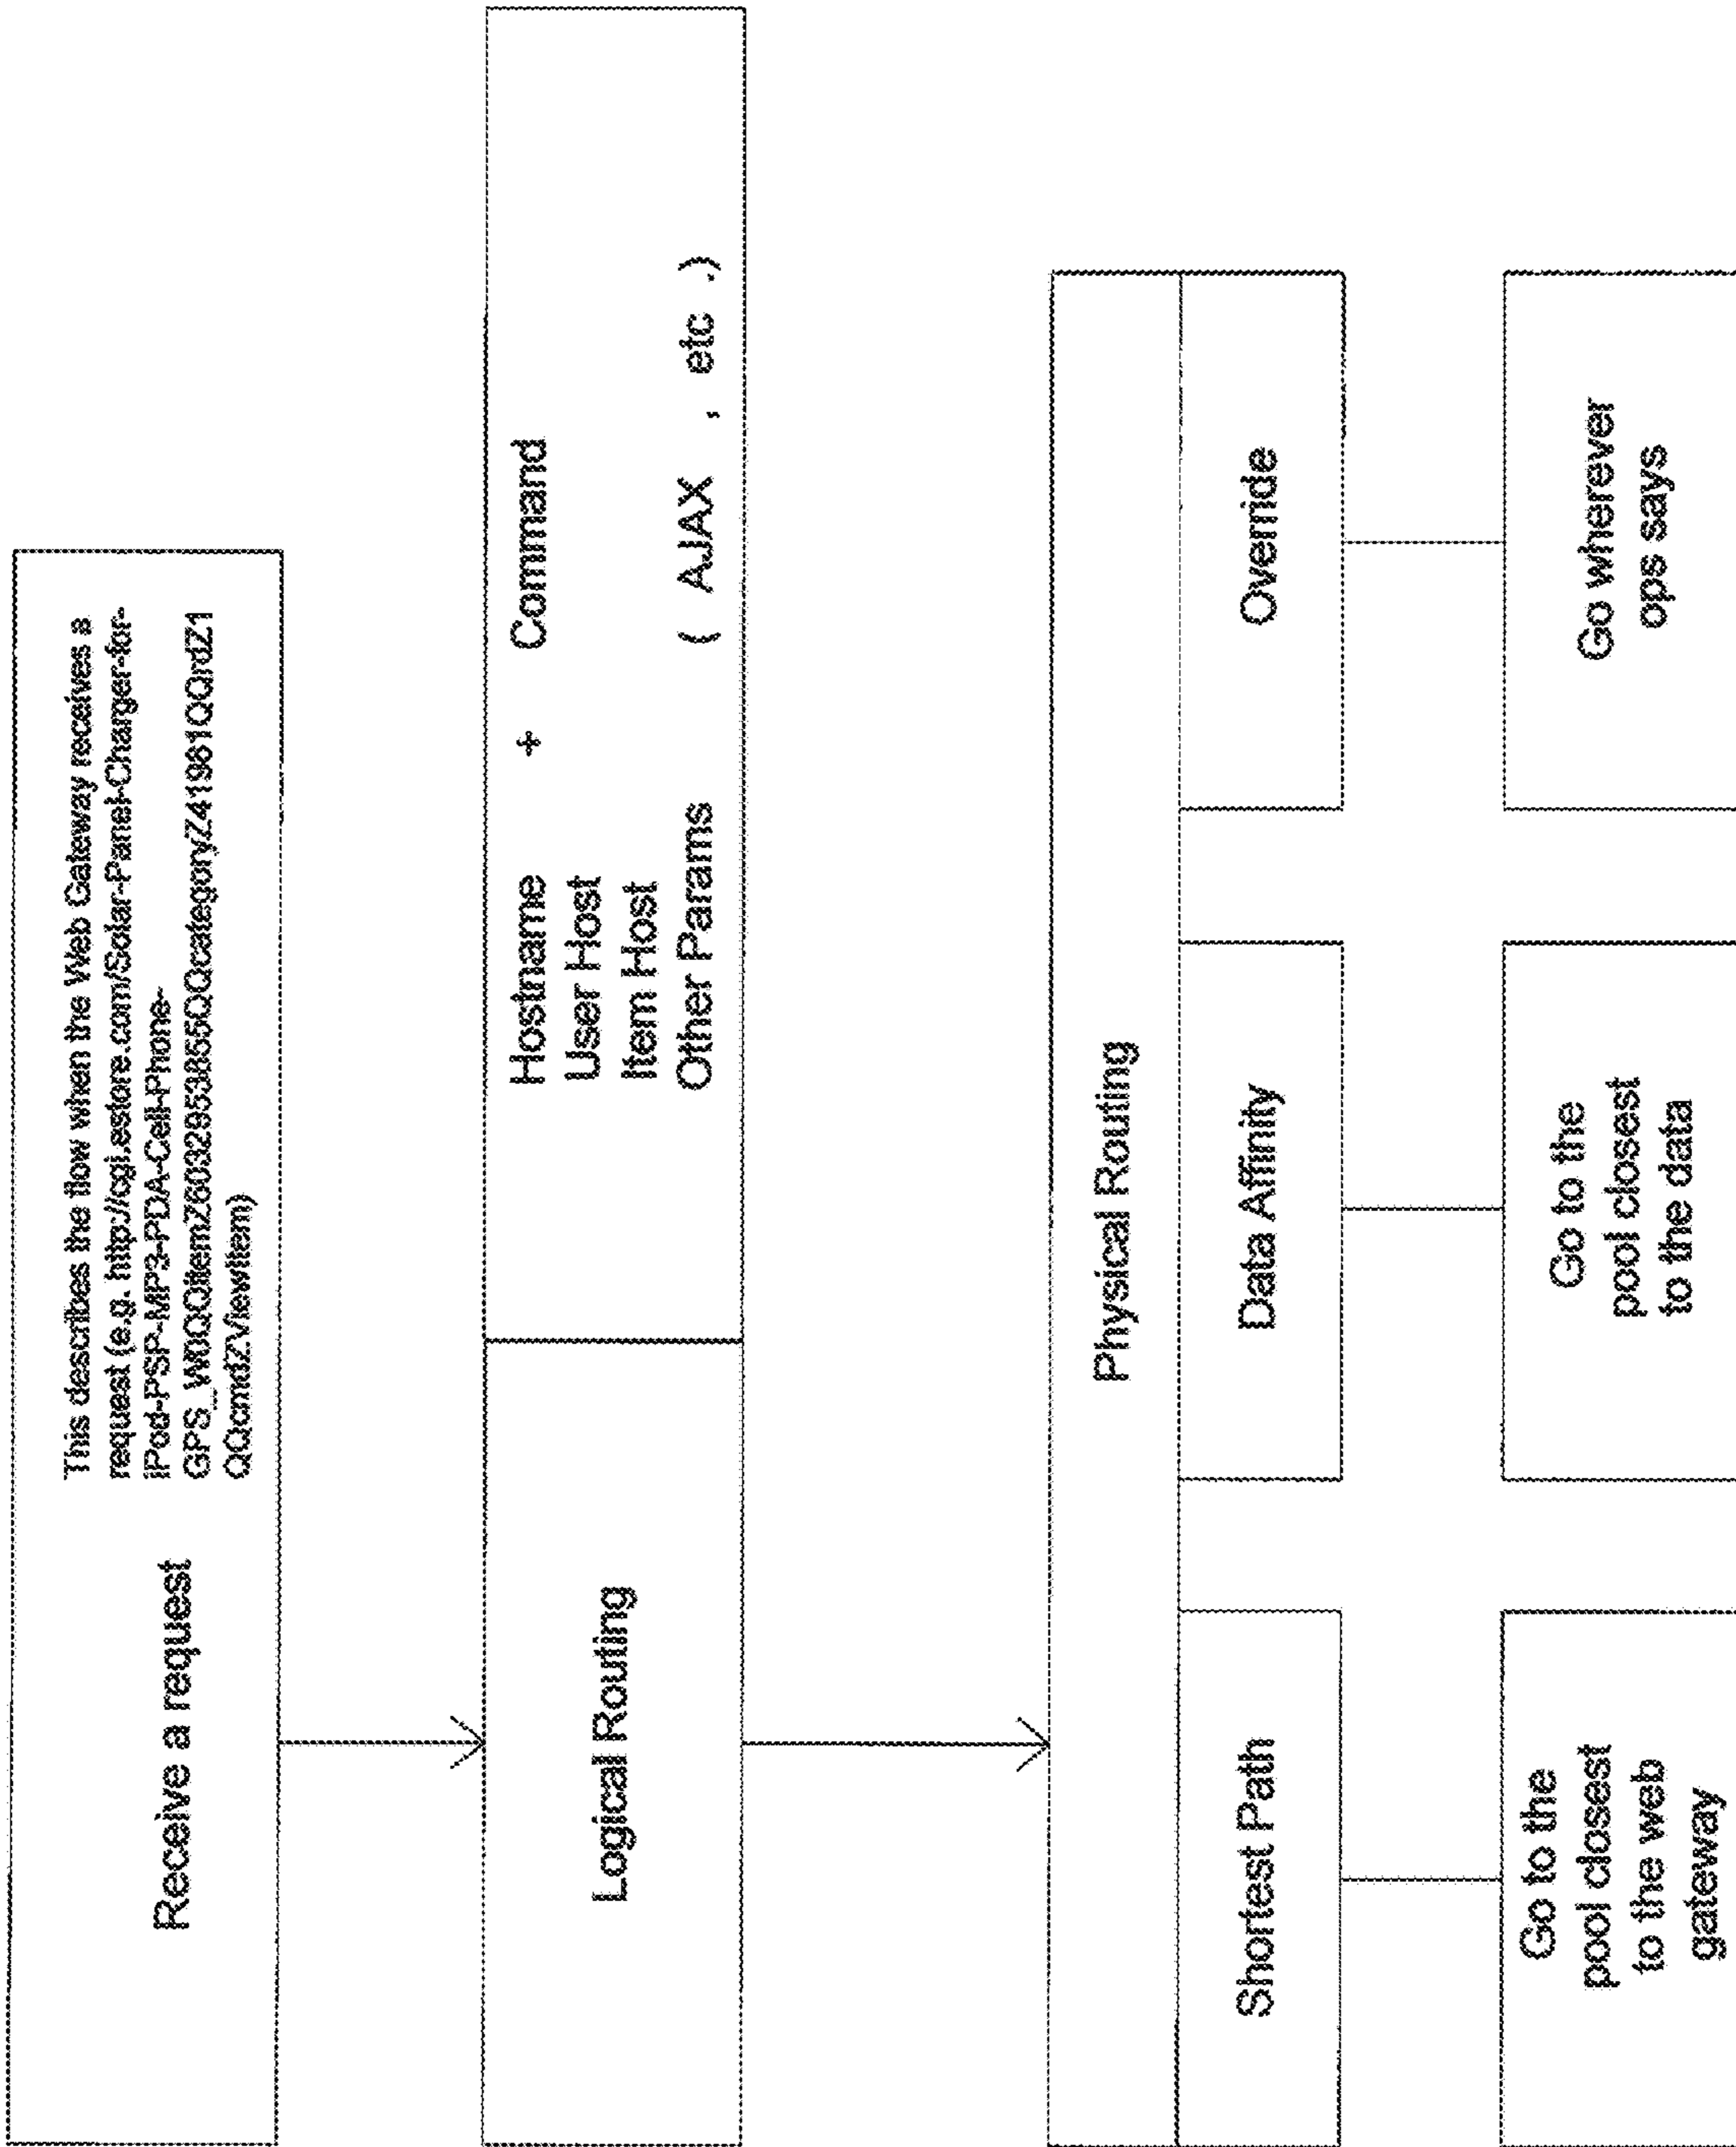 Receive a request
This describes the flow when the Web Gateway receives a
request (e.g. http://cgi.estore.com/Solar-Panel-Charger-for-
iPod-PSP-MP3-PDA-Cell-Phone-
GPS_W0QQitemZ6032953855QQcategoryZ41981QQrdZ1
QQcmdZViewItem)
Logical Routing
Hostname + Command
User Host
Item Host
Other Params ( AJAX , etc .)
Physical Routing
Shortest Path
Data Affinity
Override
Go to the
pool closest
to the web
gateway
Go to the
pool closest
to the data
Go wherever
ops says